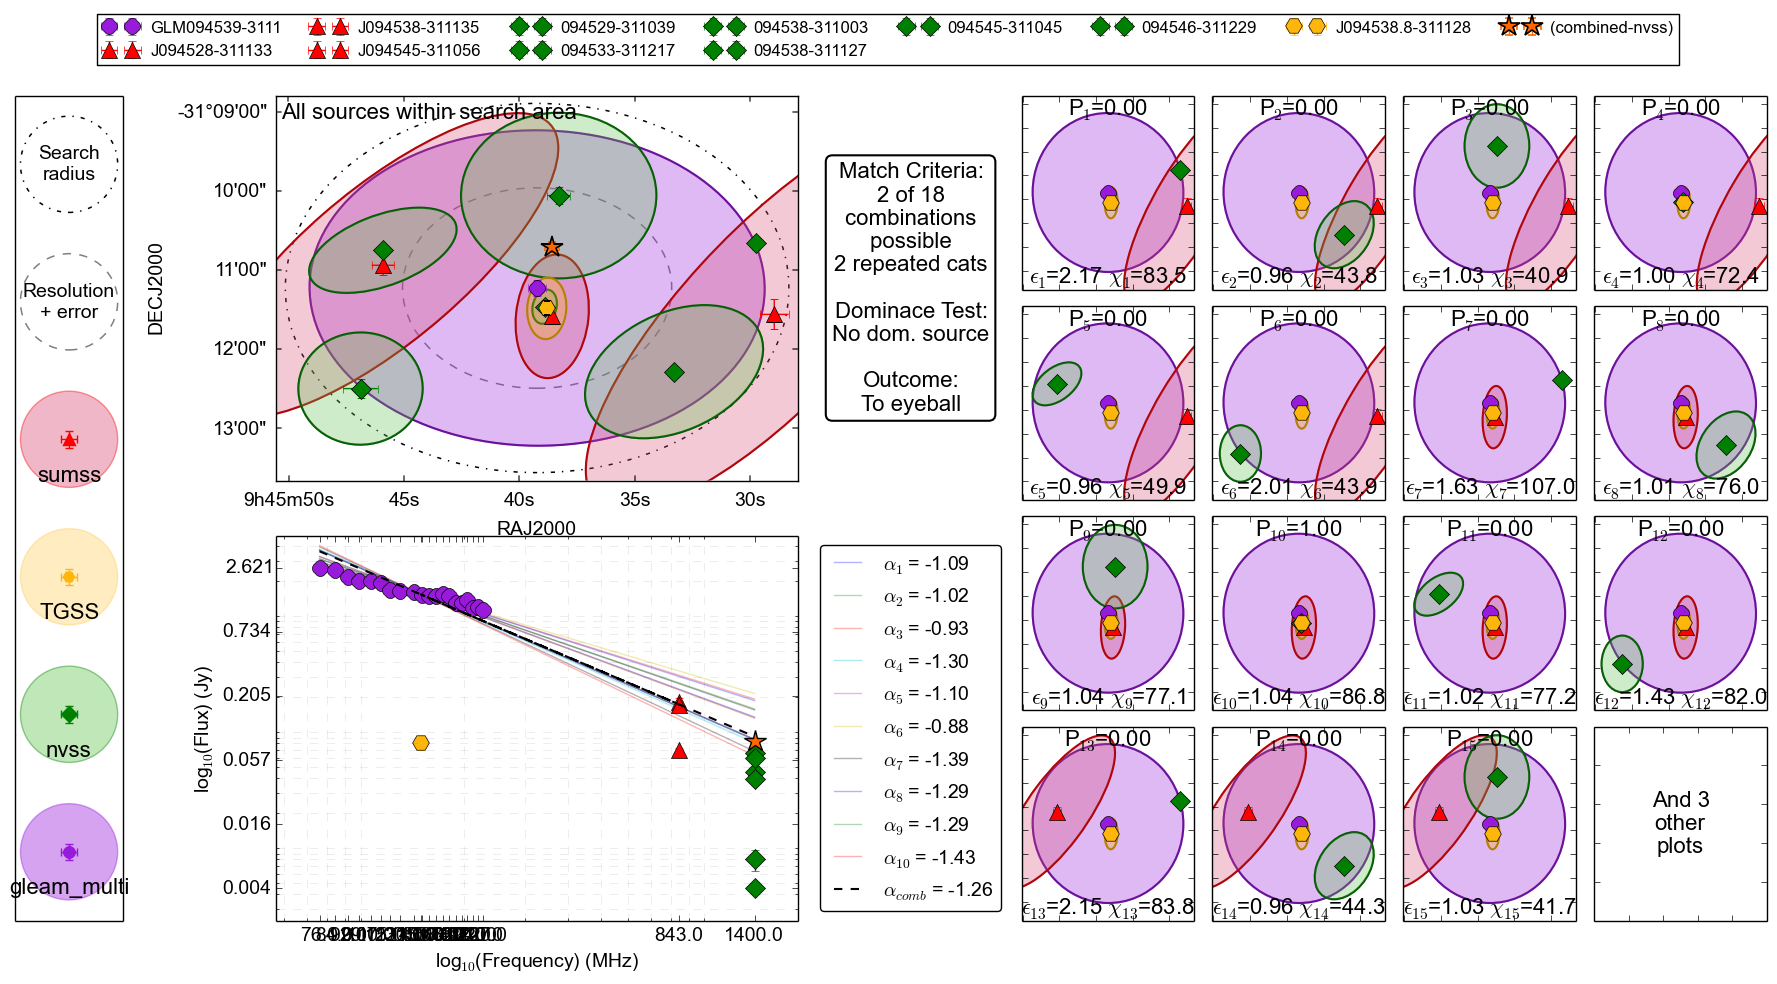 GLM094539-3111
J094538-311135
094529-311039
094538-311003
094545-311045
094546-311229
J094538.8-311128
(combined-nvss)
J094528-311133
J094545-311056
094533-311217
094538-311127
Search
radius
Resolution
+ error
sumss
TGSS
nvss
gleam_multi
All sources within search area
DECJ2000
-31°09'00"
10'00"
11'00"
12'00"
13'00"
9h45m50s
45s
40s
35s
30s
RAJ2000
Match Criteria:
2 of 18
combinations
possible
2 repeated cats
Dominace Test:
No dom. source
Outcome:
To eyeball
log10(Flux) (Jy)
2.621
0.734
0.205
0.057
0.016
0.004
843.0
1400.0
log10(Frequency) (MHz)
α1 = -1.09
α2 = -1.02
α3 = -0.93
α4 = -1.30
α5 = -1.10
α6 = -0.88
α7 = -1.39
α8 = -1.29
α9 = -1.29
α10 = -1.43
αcomb = -1.26
P1=0.00
ϵ1=2.17 χ1=83.5
P2=0.00
ϵ2=0.96 χ2=43.8
P3=0.00
ϵ3=1.03 χ3=40.9
P4=0.00
ϵ4=1.00 χ4=72.4
P5=0.00
ϵ5=0.96 χ5=49.9
P6=0.00
ϵ6=2.01 χ6=43.9
P7=0.00
ϵ7=1.63 χ7=107.0
P8=0.00
ϵ8=1.01 χ8=76.0
P9=0.00
ϵ9=1.04 χ9=77.1
P10=1.00
ϵ10=1.04 χ10=86.8
P11=0.00
ϵ11=1.02 χ11=77.2
P12=0.00
ϵ12=1.43 χ12=82.0
P13=0.00
ϵ13=2.15 χ13=83.8
P14=0.00
ϵ14=0.96 χ14=44.3
P15=0.00
ϵ15=1.03 χ15=41.7
And 3
other
plots